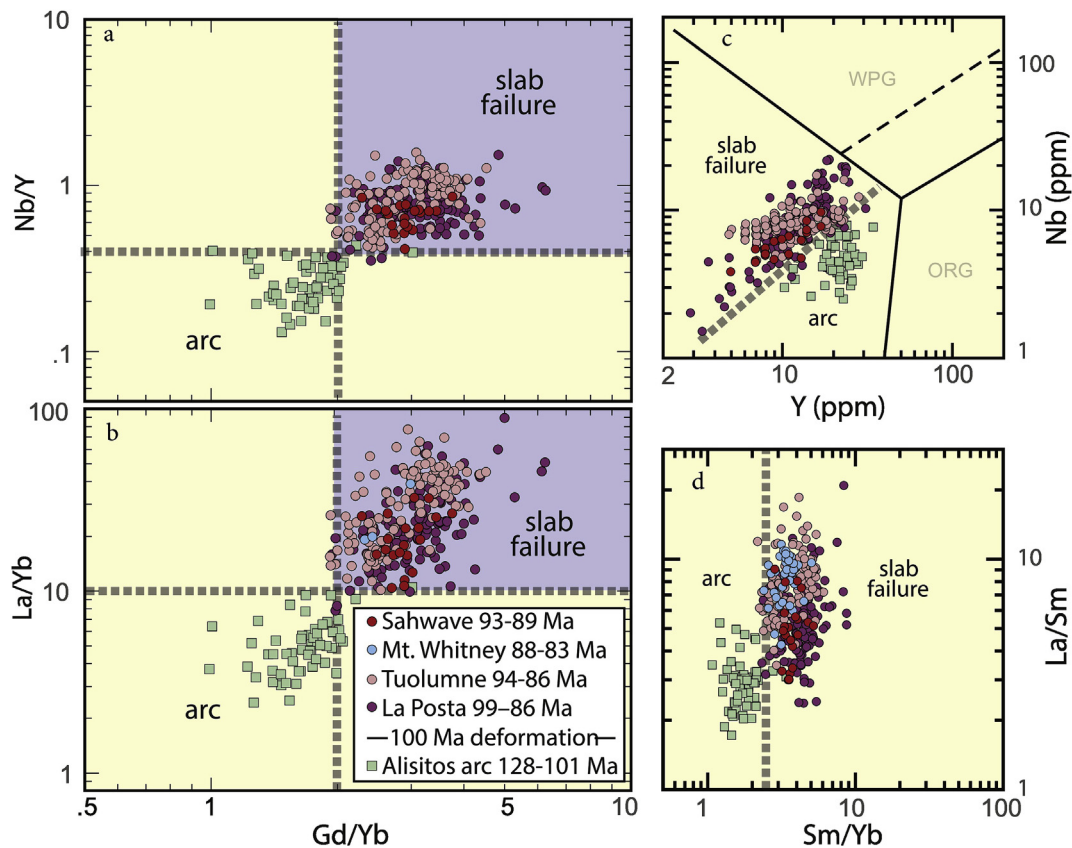 10
a
slab
failure
1
Nb/Y
arc
.1
100
b
slab
failure
10
La/Yb
arc
Sahwave 93-89 Ma
Mt. Whitney 88-83 Ma
Tuolumne 94-86 Ma
La Posta 99–86 Ma
—100 Ma deformation—
Alisitos arc 128-101 Ma
1
.5
1
5
10
Gd/Yb
c
WPG
100
slab
failure
10
Nb (ppm)
ORG
arc
1
2
10
100
Y (ppm)
d
10
arc
slab
failure
La/Sm
1
1
10
100
Sm/Yb